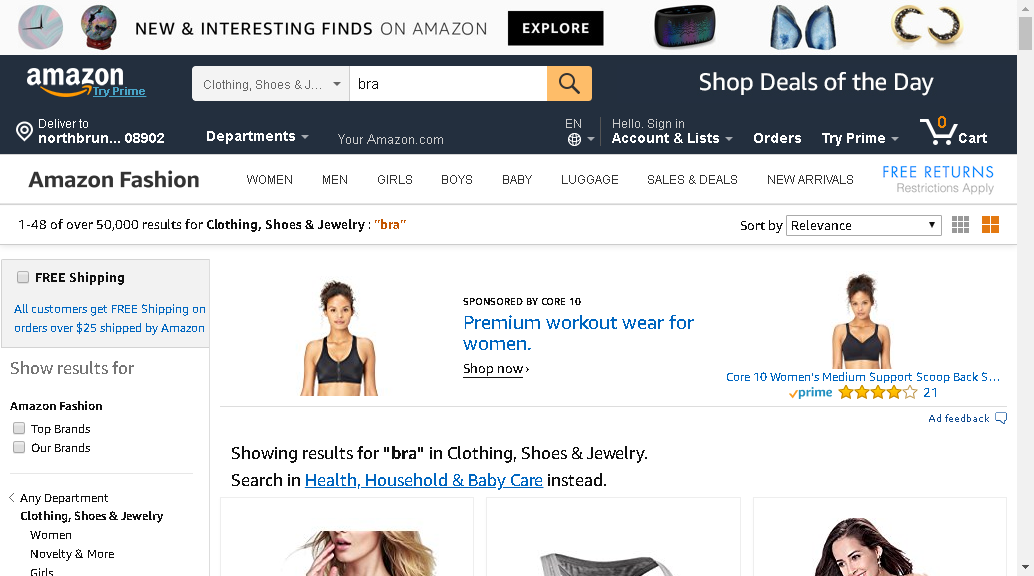 NEW & INTERESTING FINDS ON AMAZON EXPLORE
amazon
Try Prime
Clothing, Shoes & J...
bra
Shop Deals of the Day
Deliver to
northbrun... 08902
Departments
Your Amazon.com
EN
Hello. Sign in
Account & Lists
Orders
Try Prime
0
Cart
Amazon Fashion
WOMEN MEN GIRLS BOYS BABY LUGGAGE SALES & DEALS NEW ARRIVALS
FREE RETURNS
Restrictions Apply
1-48 of over 50,000 results for Clothing, Shoes & Jewelry : "bra"
Sort by Relevance
FREE Shipping
All customers get FREE Shipping on
orders over $25 shipped by Amazon
Show results for
Amazon Fashion
Top Brands
Our Brands
Any Department
Clothing, Shoes & Jewelry
Women
Novelty & More
Girls
SPONSORED BY CORE 10
Premium workout wear for
women.
Shop now ›
Core 10 Women's Medium Support Scoop Back S...
prime 21
Ad feedback
Showing results for "bra" in Clothing, Shoes & Jewelry.
Search in Health, Household & Baby Care instead.